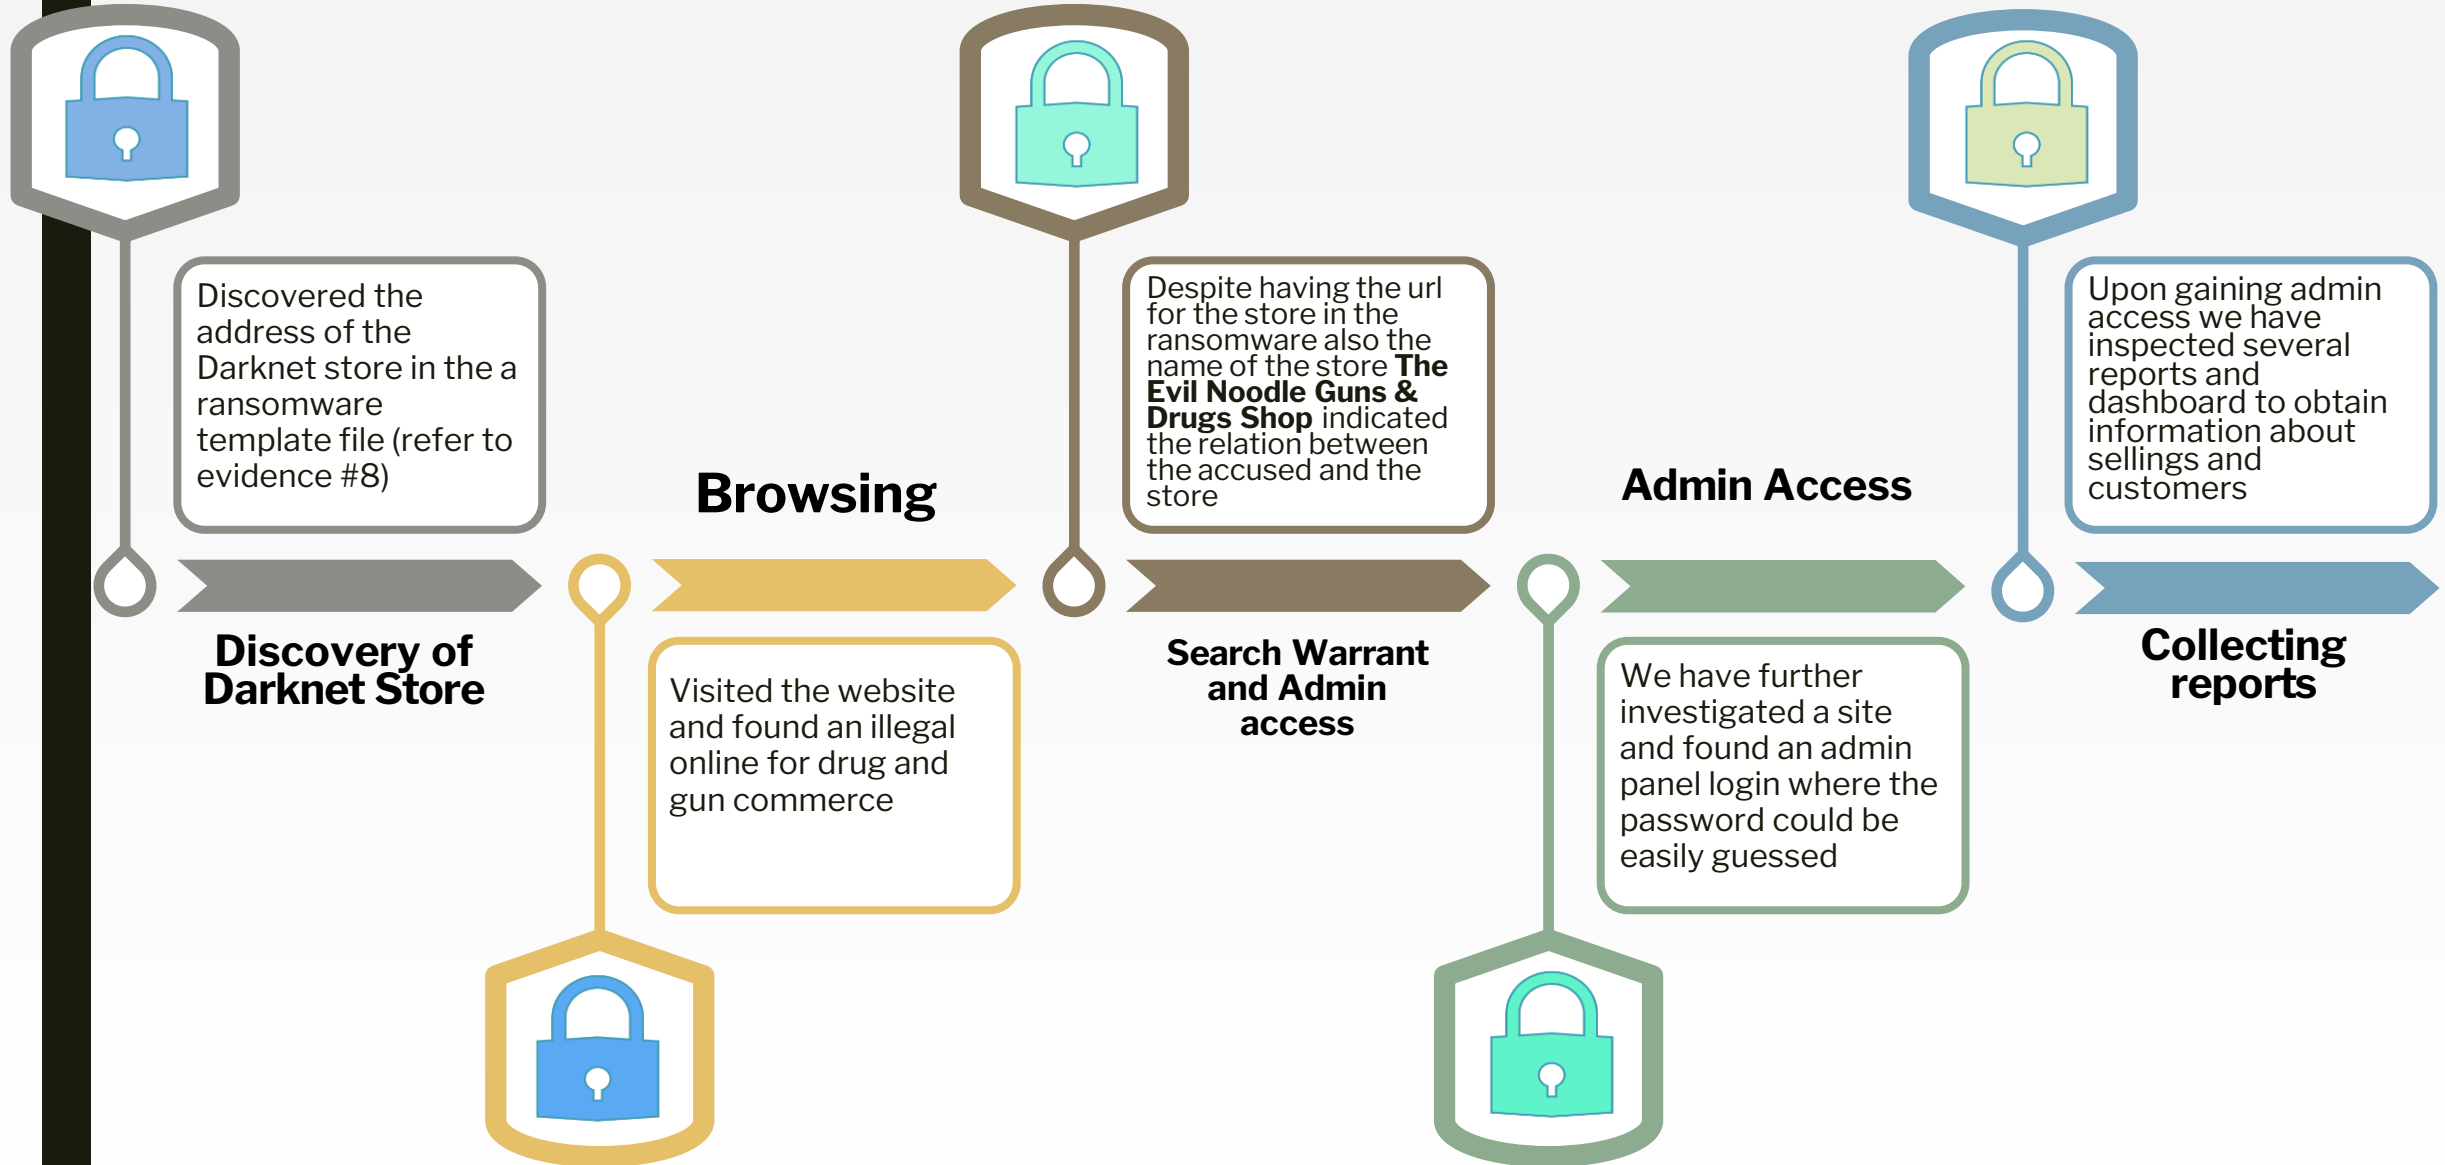 Discovered the
address of the
Darknet store in the a
ransomware
template file (refer to
evidence #8)
Discovery of
Darknet Store
Browsing
Visited the website
and found an illegal
online for drug and
gun commerce
Despite having the url
for the store in the
ransomware also the
name of the store The
Evil Noodle Guns &
Drugs Shop indicated
the relation between
the accused and the
store
Search Warrant
and Admin
access
Admin Access
We have further
investigated a site
and found an admin
panel login where the
password could be
easily guessed
Upon gaining admin
access we have
inspected several
reports and
dashboard to obtain
information about
sellings and
customers
Collecting
reports